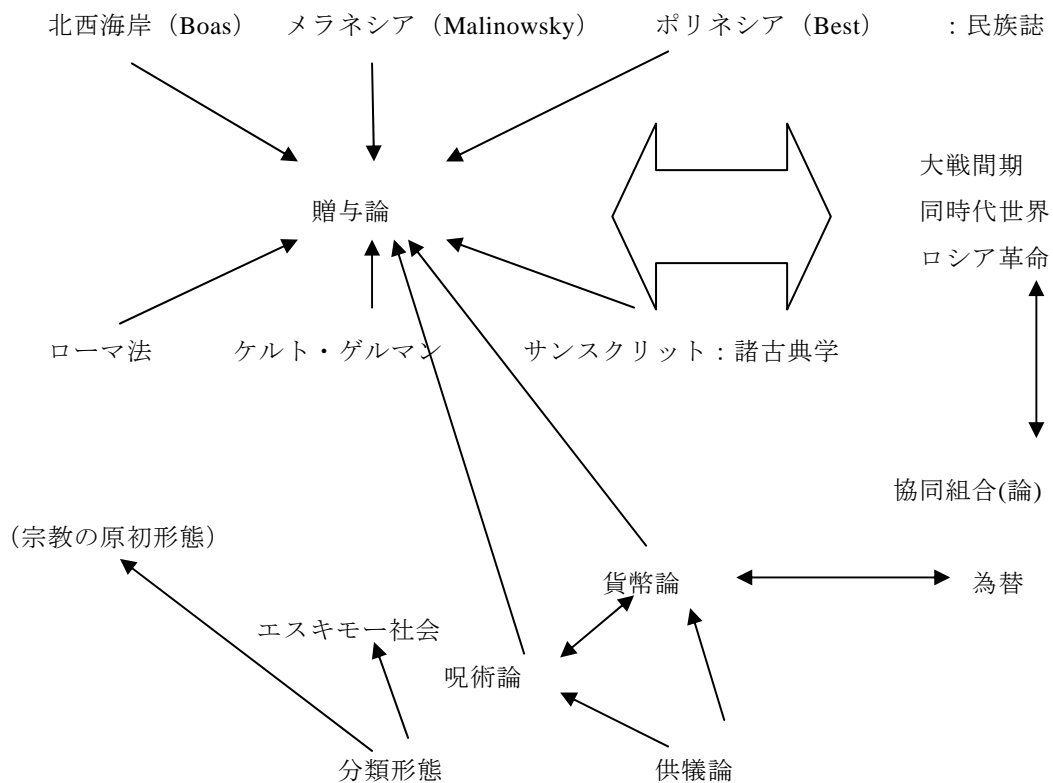 北西海岸（Boas） メラネシア（Malinowsky） ポリネシア（Best） ：民族誌
大戦間期
贈与論 同時代世界
ロシア革命
ローマ法 ケルト・ゲルマン サンスクリット：諸古典学
協同組合(論)
（宗教の原初形態）
貨幣論 為替
エスキモー社会
呪術論
分類形態 供犠論